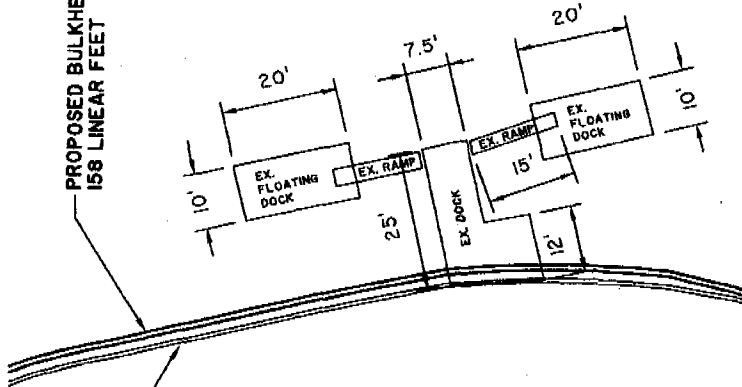 PROPOSED BULKHE
158 LINEAR FEET
20'
7.5'
20'
10'
EX.
FLOATING
DOCK
EX. RAMP
EX. RAMP
EX.
FLOATING
DOCK
10'
15'
25'
EX. DOCK
12'